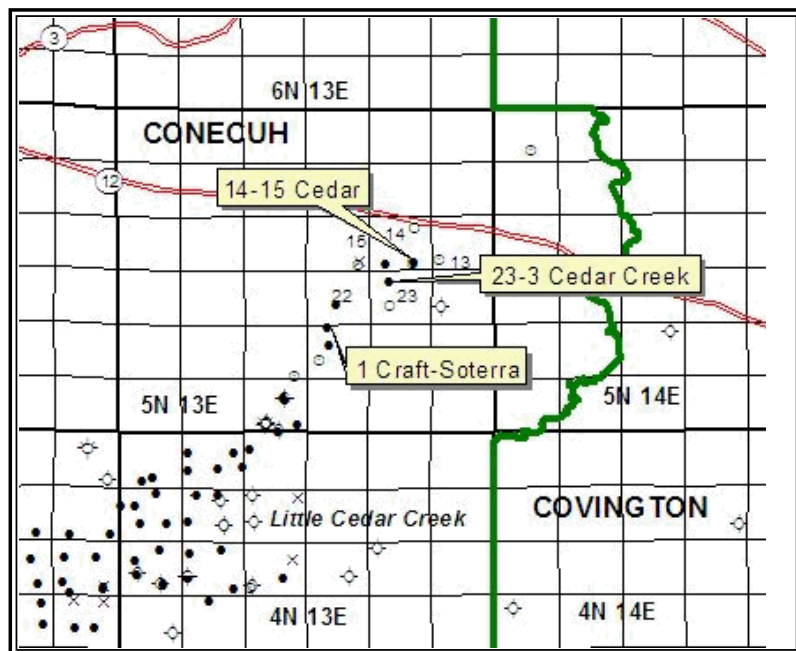 3
6N 13E
CONECUH
12
14-15 Cedar
15
14
13
23-3 Cedar Creek
22
23
1 Craft-Soterra
5N 13E
5N 14E
Little Cedar Creek
COVINGTON
4N 13E
4N 14E